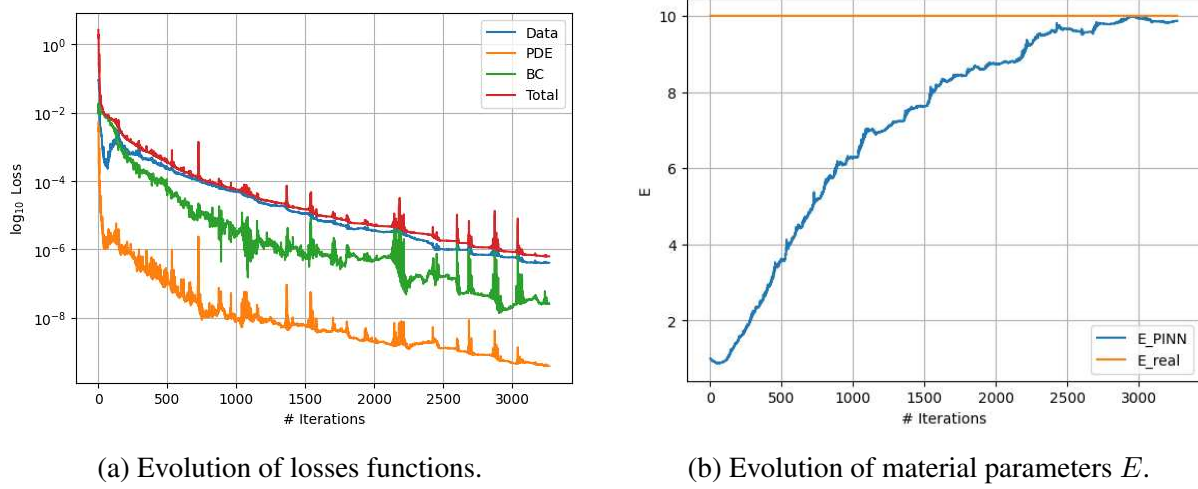 10⁰
10⁻²
10⁻⁴
10⁻⁶
10⁻⁸
log₁₀ Loss
Data
PDE
BC
Total
0 500 1000 1500 2000 2500 3000
# Iterations
(a) Evolution of losses functions.
10
8
6
4
2
E
E_PINN
E_real
0 500 1000 1500 2000 2500 3000
# Iterations
(b) Evolution of material parameters E.